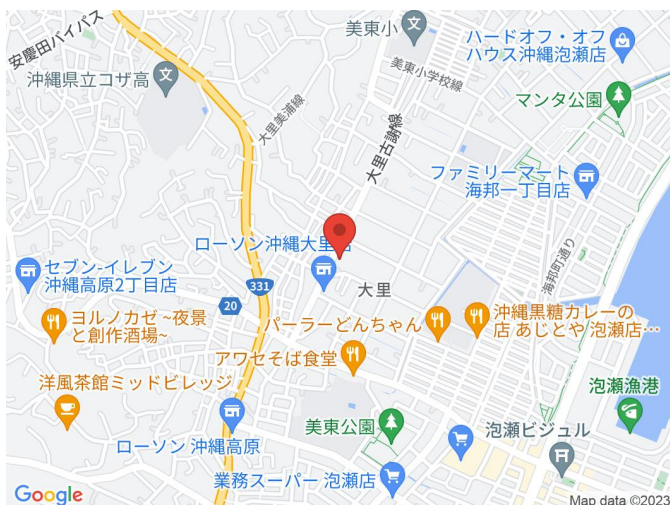 安慶田バイパス
美東小
ハードオフ・オフ
ハウス沖縄泡瀬店
沖縄県立コザ高
美東小学校線
マンタ公園
大里美浦線
大里古謝線
ファミリーマート
海邦一丁目店
ローソン沖縄大里店
セブン-イレブン
沖縄高原2丁目店
331
20
大里
海邦町通り
ヨルノカゼ ~夜景
と創作酒場~
パーラーどんちゃん
沖縄黒糖カレーの
店 あじとや 泡瀬店…
アワセそば食堂
洋風茶館ミッドビレッジ
泡瀬漁港
ローソン 沖縄高原
美東公園
泡瀬ビジュル
業務スーパー 泡瀬店
Google
Map data ©2023